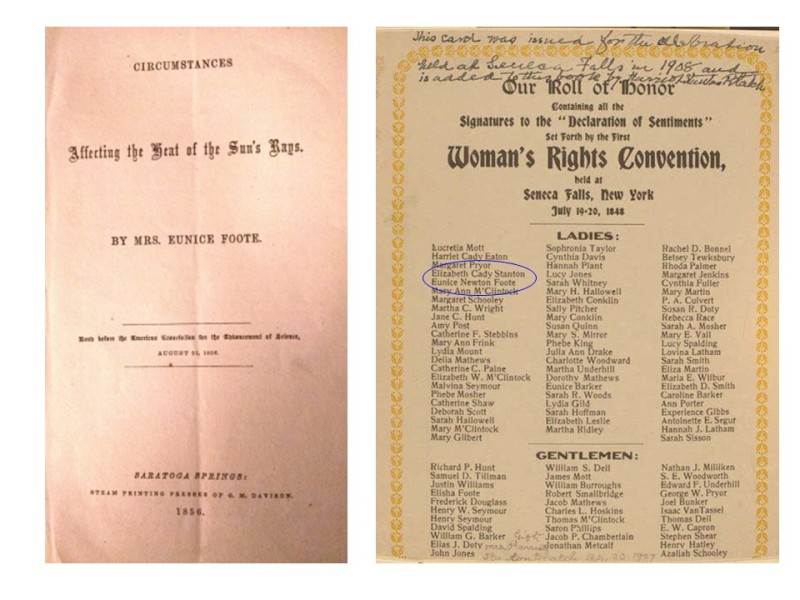 CIRCUMSTANCES
Affecting the Heat of the Sun's Rays.
BY MRS. EUNICE FOOTE.
Read before the American Association for the Advancement of Science,
AUGUST 23, 1856.
SARATOGA SPRINGS:
STEAM PRINTING PRESSES OF G. M. DAVISON.
1856.
This card was issued for the celebration
held at Seneca Falls in 1908 and
is added to this book by Harriot Stanton Blatch
Our Roll of Honor
Containing all the
Signatures to the "Declaration of Sentiments"
Set Forth by the First
Woman's Rights Convention,
held at
Seneca Falls, New York
July 19-20, 1848
LADIES:
Lucretia Mott
Harriet Cady Eaton
Margaret Pryor
Elizabeth Cady Stanton
Eunice Newton Foote
Mary Ann M'Clintock
Margaret Schooley
Martha C. Wright
Jane C. Hunt
Amy Post
Catherine F. Stebbins
Mary Ann Frink
Lydia Mount
Delia Mathews
Catherine C. Paine
Elizabeth W. M'Clintock
Malvina Seymour
Phebe Mosher
Catherine Shaw
Deborah Scott
Sarah Hallowell
Mary M'Clintock
Mary Gilbert
Sophronia Taylor
Cynthia Davis
Hannah Plant
Lucy Jones
Sarah Whitney
Mary H. Hallowell
Elizabeth Conklin
Sally Pitcher
Mary Conklin
Susan Quinn
Mary S. Mirror
Phebe King
Julia Ann Drake
Charlotte Woodward
Martha Underhill
Dorothy Mathews
Eunice Barker
Sarah R. Woods
Lydia Gild
Sarah Hoffman
Elizabeth Leslie
Martha Ridley
Rachel D. Bonnel
Betsey Tewksbury
Rhoda Palmer
Margaret Jenkins
Cynthia Fuller
Mary Martin
P. A. Culvert
Susan R. Doty
Rebecca Race
Sarah A. Mosher
Mary E. Vail
Lucy Spalding
Lovina Latham
Sarah Smith
Eliza Martin
Maria E. Wilbur
Elizabeth D. Smith
Caroline Barker
Ann Porter
Experience Gibbs
Antoinette E. Segur
Hannah J. Latham
Sarah Sisson
GENTLEMEN:
Richard P. Hunt
Samuel D. Tillman
Justin Williams
Elisha Foote
Frederick Douglass
Henry W. Seymour
Henry Seymour
David Spalding
William G. Barker
Elias J. Doty
John Jones
William S. Dell
James Mott
William Burroughs
Robert Smallbridge
Jacob Mathews
Charles L. Hoskins
Thomas M'Clintock
Saron Phillips
Jacob P. Chamberlain
Jonathan Metcalf
Nathan J. Milliken
S. E. Woodworth
Edward F. Underhill
George W. Pryor
Joel Bunker
Isaac VanTassel
Thomas Dell
E. W. Capron
Stephen Shear
Henry Hatley
Azaliah Schooley